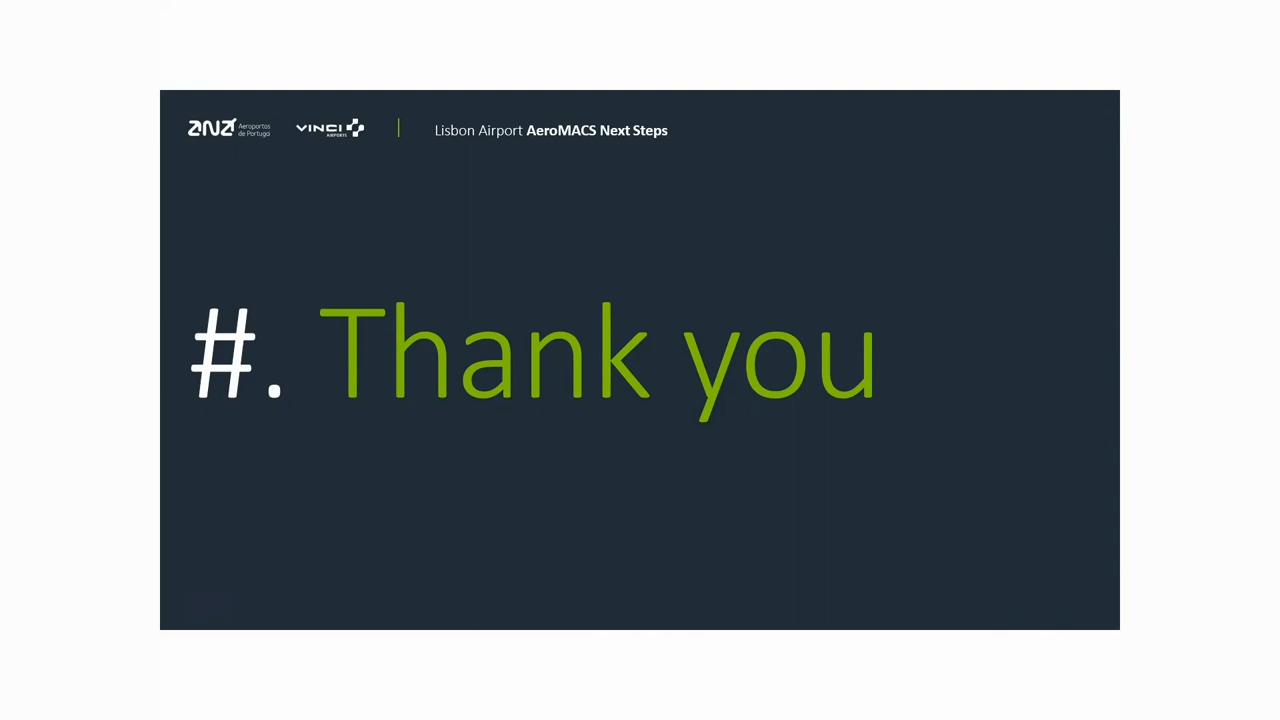 ANA Aeroportos
de Portugal
VINCI
AIRPORTS
Lisbon Airport AeroMACS Next Steps
#. Thank you